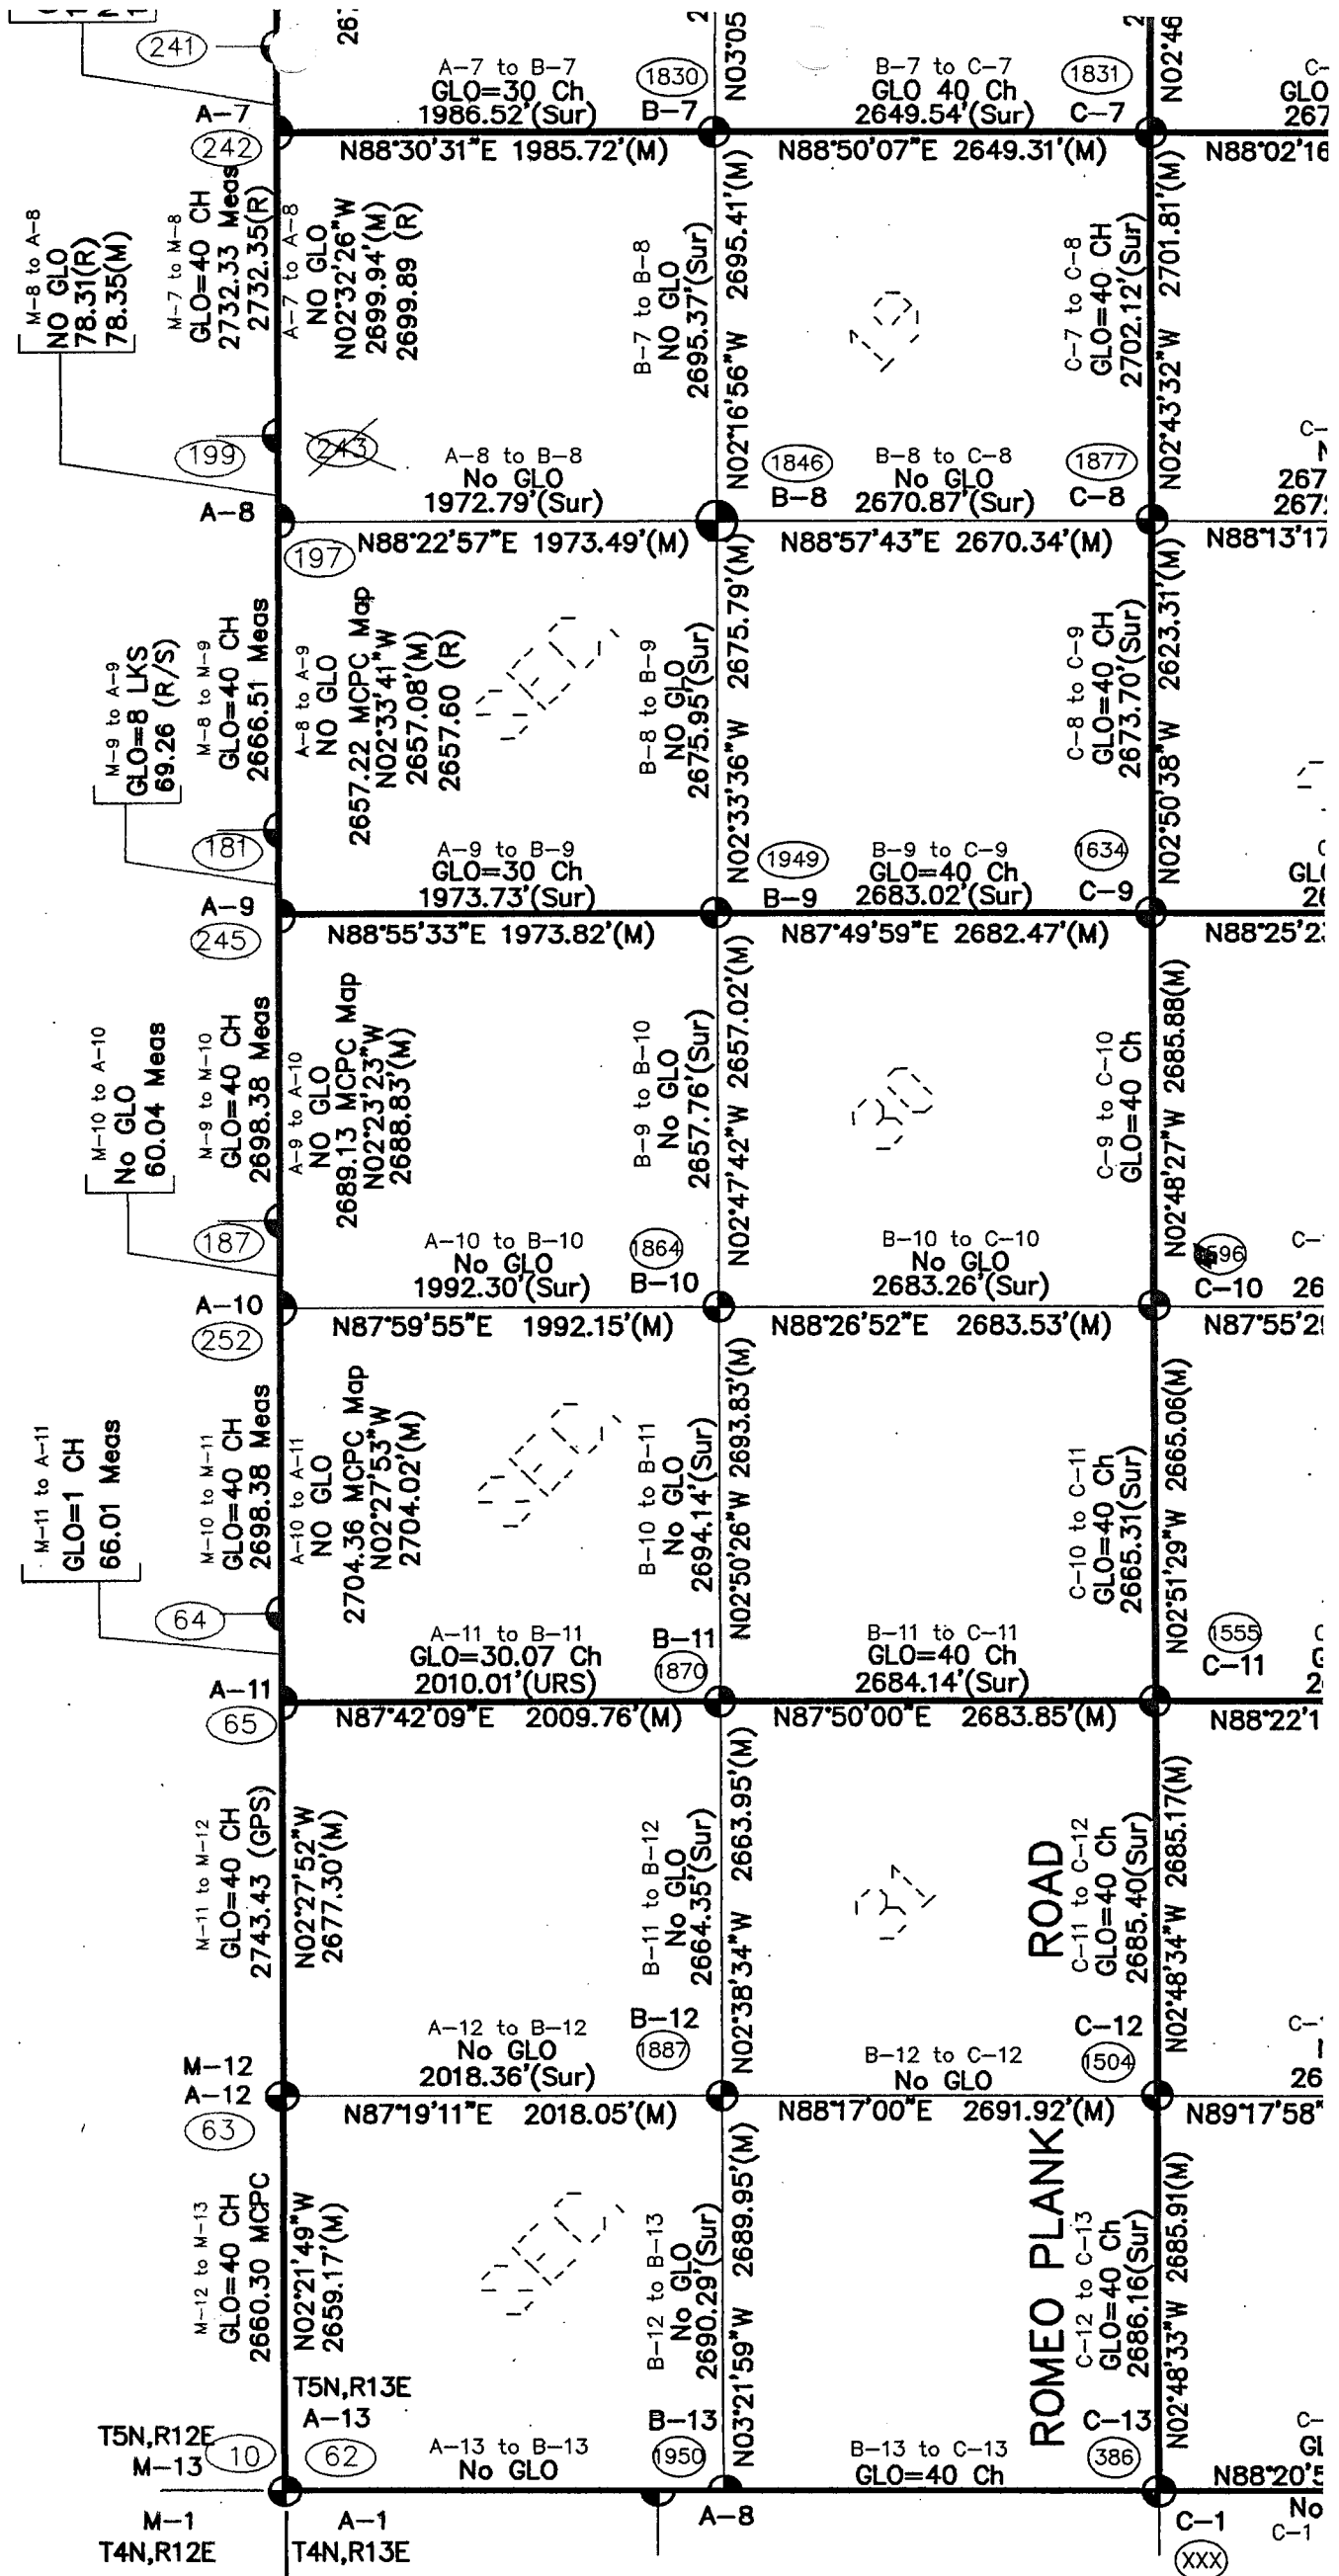 241
A-7 to B-7
GLO=30 Ch
1986.52'(Sur)
1830
B-7
N03°05
B-7 to C-7
GLO 40 Ch
2649.54'(Sur)
1831
C-7
N02°46
A-7
242
N88°30'31"E 1985.72'(M)
N88°50'07"E 2649.31'(M)
N88°02'16
M-8 to A-8
NO GLO
78.31(R)
78.35(M)
M-7 to M-8
GLO=40 CH
2732.33 Meas
2732.35(R)
A-7 to A-8
NO GLO
N02°32'26"W
2699.94'(M)
2699.89 (R)
B-7 to B-8
NO GLO
2695.37'(Sur)
N02°16'56"W 2695.41'(M)
19
C-7 to C-8
GLO=40 CH
2702.12'(Sur)
N02°43'32"W 2701.81'(M)
199
243
A-8
A-8 to B-8
No GLO
1972.79'(Sur)
1846
B-8
B-8 to C-8
No GLO
2670.87'(Sur)
1877
C-8
197
N88°22'57"E 1973.49'(M)
N88°57'43"E 2670.34'(M)
N88°13'17
M-9 to A-9
GLO=8 LKS
69.26 (R/S)
M-8 to M-9
GLO=40 CH
2666.51 Meas
A-8 to A-9
NO GLO
2657.22 MCPC Map
N02°33'41"W
2657.08'(M)
2657.60 (R)
SEC
B-8 to B-9
NO GLO
2675.95'(Sur)
N02°33'36"W 2675.79'(M)
C-8 to C-9
GLO=40 CH
2673.70'(Sur)
N02°50'38"W 2623.31'(M)
181
A-9
245
A-9 to B-9
GLO=30 Ch
1973.73'(Sur)
1949
B-9
B-9 to C-9
GLO=40 Ch
2683.02'(Sur)
1634
C-9
N88°55'33"E 1973.82'(M)
N87°49'59"E 2682.47'(M)
N88°25'23
M-10 to A-10
No GLO
60.04 Meas
M-9 to M-10
GLO=40 CH
2698.38 Meas
A-9 to A-10
NO GLO
2689.13 MCPC Map
N02°23'23"W
2688.83'(M)
B-9 to B-10
No GLO
2657.76'(Sur)
N02°47'42"W 2657.02'(M)
30
C-9 to C-10
GLO=40 Ch
N02°48'27"W 2685.88(M)
187
A-10
252
A-10 to B-10
No GLO
1992.30'(Sur)
1864
B-10
B-10 to C-10
No GLO
2683.26'(Sur)
C-10
N87°59'55"E 1992.15'(M)
N88°26'52"E 2683.53'(M)
N87°55'2
M-11 to A-11
GLO=1 CH
66.01 Meas
M-10 to M-11
GLO=40 CH
2698.38 Meas
A-10 to A-11
NO GLO
2704.36 MCPC Map
N02°27'53"W
2704.02'(M)
SEC
B-10 to B-11
No GLO
2694.14'(Sur)
N02°50'26"W 2693.83'(M)
C-10 to C-11
GLO=40 Ch
2665.31(Sur)
N02°51'29"W 2665.06(M)
64
A-11
65
A-11 to B-11
GLO=30.07 Ch
2010.01'(URS)
B-11
1870
B-11 to C-11
GLO=40 Ch
2684.14'(Sur)
1555
C-11
N87°42'09"E 2009.76'(M)
N87°50'00"E 2683.85'(M)
N88°22'1
M-11 to M-12
GLO=40 CH
2743.43 (GPS)
N02°27'52"W
2677.30'(M)
B-11 to B-12
No GLO
2664.35'(Sur)
N02°38'34"W 2663.95'(M)
31
ROMEO PLANK ROAD
C-11 to C-12
GLO=40 Ch
2685.40(Sur)
N02°48'34"W 2685.17(M)
M-12
A-12
63
A-12 to B-12
No GLO
2018.36'(Sur)
B-12
1887
B-12 to C-12
No GLO
C-12
1504
N87°19'11"E 2018.05'(M)
N88°17'00"E 2691.92'(M)
N89°17'58"
M-12 to M-13
GLO=40 CH
2660.30 MCPC
N02°21'49"W
2659.17'(M)
SEC
B-12 to B-13
No GLO
2690.29'(Sur)
N03°21'59"W 2689.95'(M)
C-12 to C-13
GLO=40 Ch
2686.16(Sur)
N02°48'33"W 2685.91(M)
T5N,R12E
M-13
10
T5N,R13E
A-13
62
A-13 to B-13
No GLO
B-13
1950
B-13 to C-13
GLO=40 Ch
C-13
386
N88°20'5
M-1
T4N,R12E
A-1
T4N,R13E
A-8
C-1
XXX
No
C-1